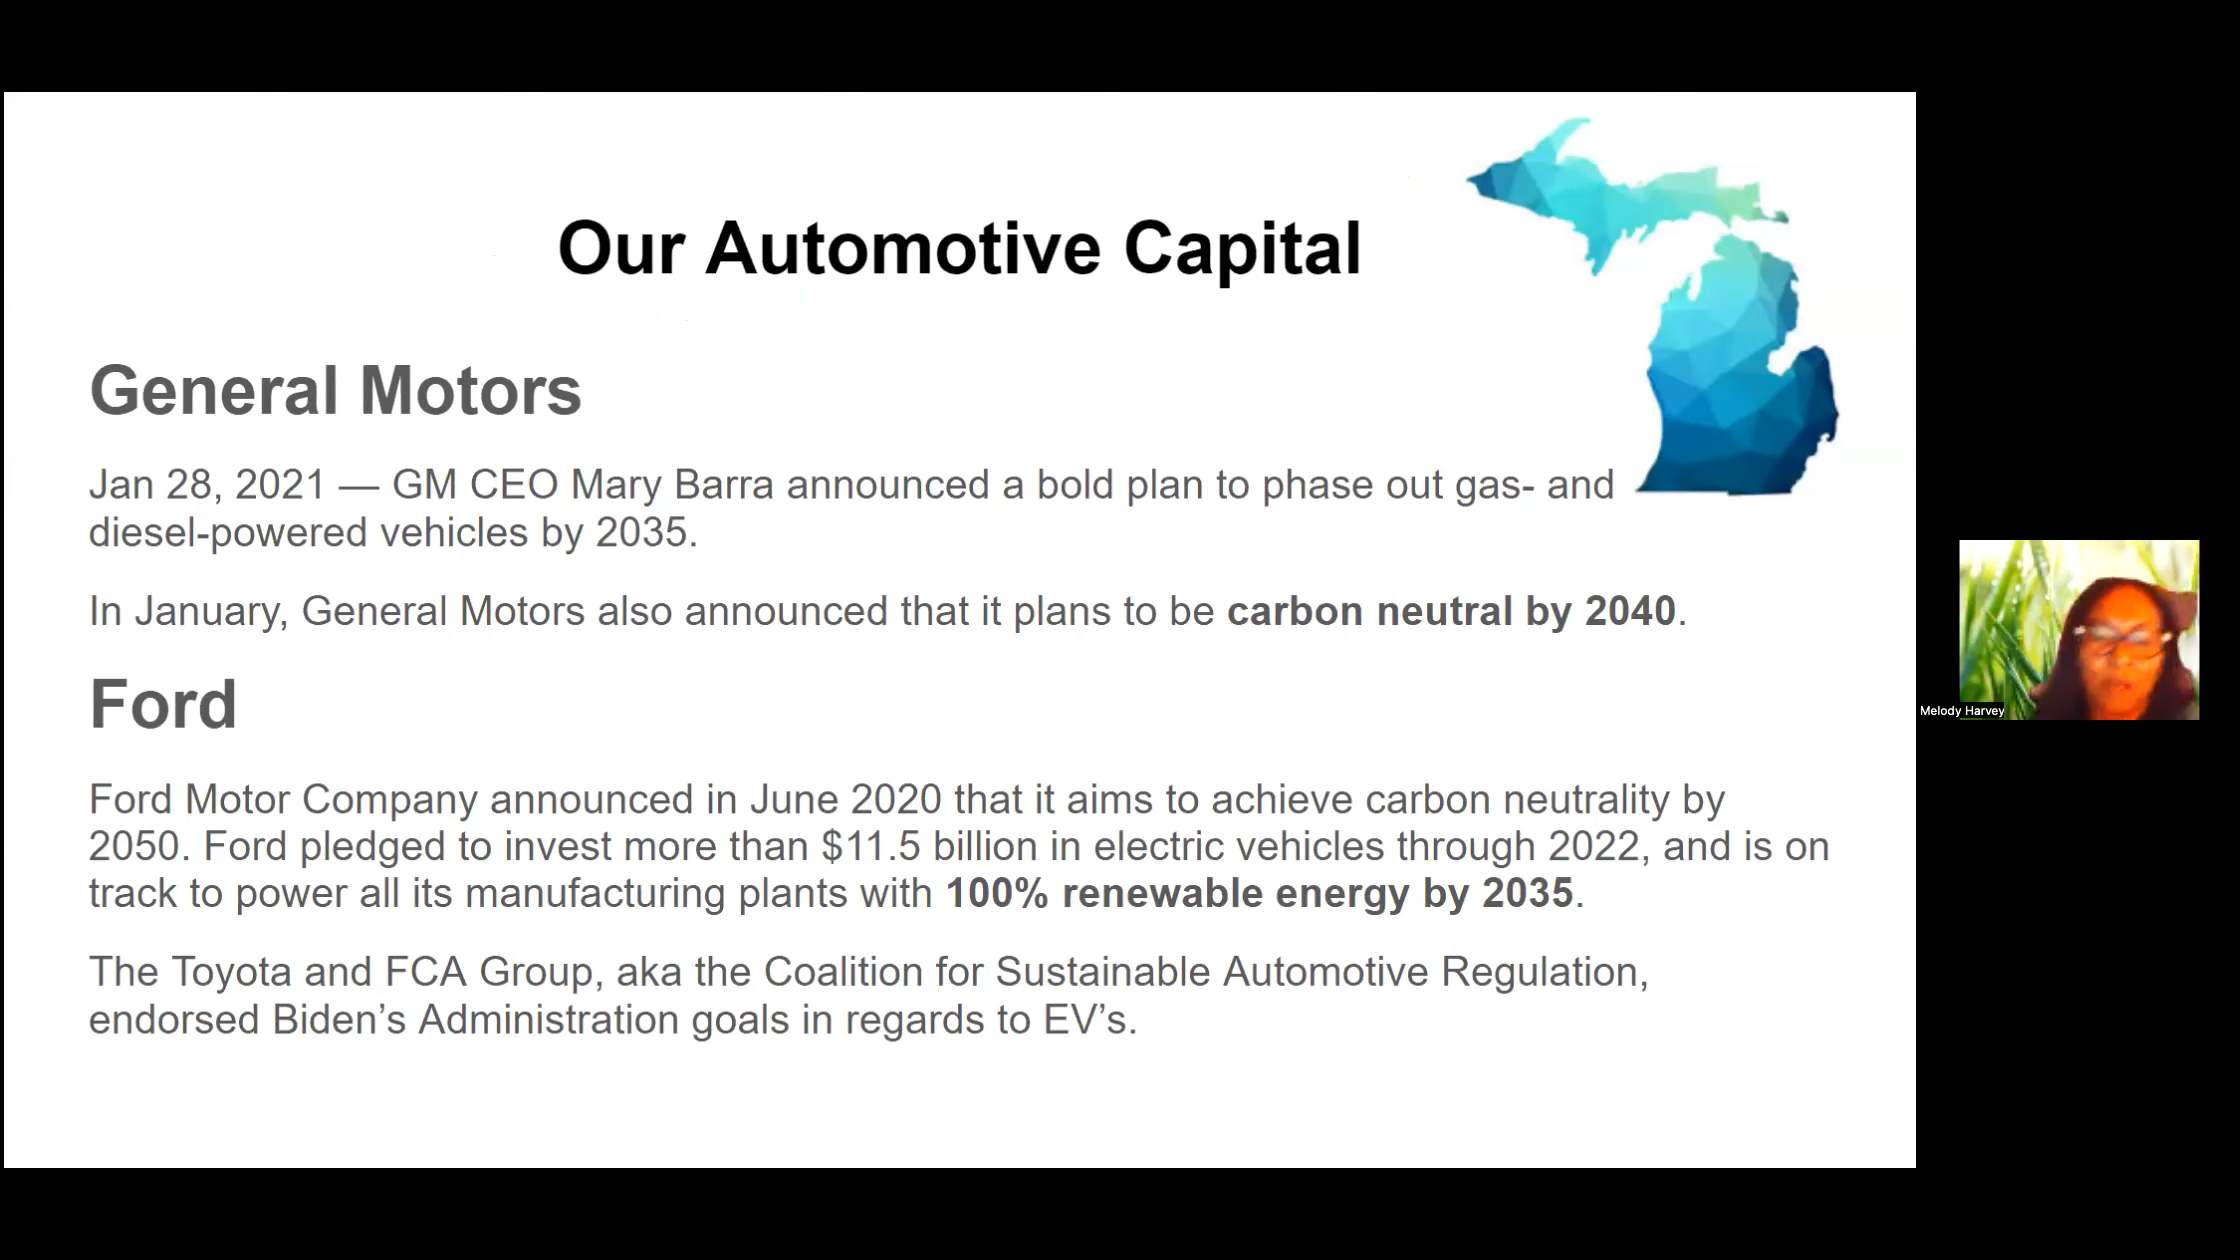 Our Automotive Capital
General Motors
Jan 28, 2021 — GM CEO Mary Barra announced a bold plan to phase out gas- and
diesel-powered vehicles by 2035.
In January, General Motors also announced that it plans to be carbon neutral by 2040.
Ford
Ford Motor Company announced in June 2020 that it aims to achieve carbon neutrality by
2050. Ford pledged to invest more than $11.5 billion in electric vehicles through 2022, and is on
track to power all its manufacturing plants with 100% renewable energy by 2035.
The Toyota and FCA Group, aka the Coalition for Sustainable Automotive Regulation,
endorsed Biden’s Administration goals in regards to EV’s.
Melody Harvey